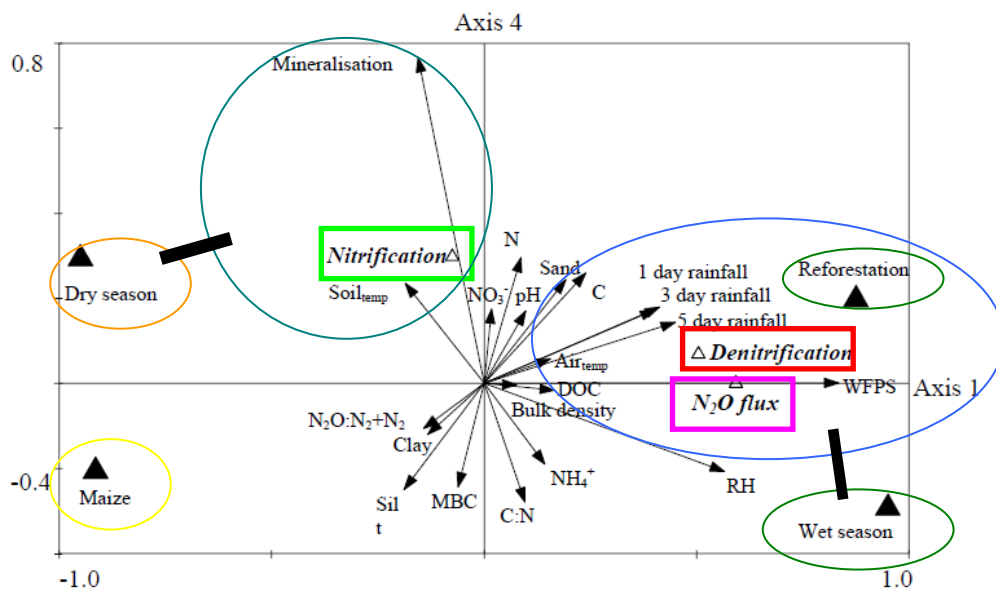 Axis 4
0.8
Mineralisation
N
Nitrification
Sand
1 day rainfall
Reforestation
Dry season
Soiltemp
NO3- pH
C
3 day rainfall
5 day rainfall
Denitrification
Airtemp
DOC
WFPS
Axis 1
N2O flux
Bulk density
N2O:N2+N2
Clay
-0.4
Maize
Sil
t
MBC
C:N
NH4+
RH
Wet season
-1.0
1.0